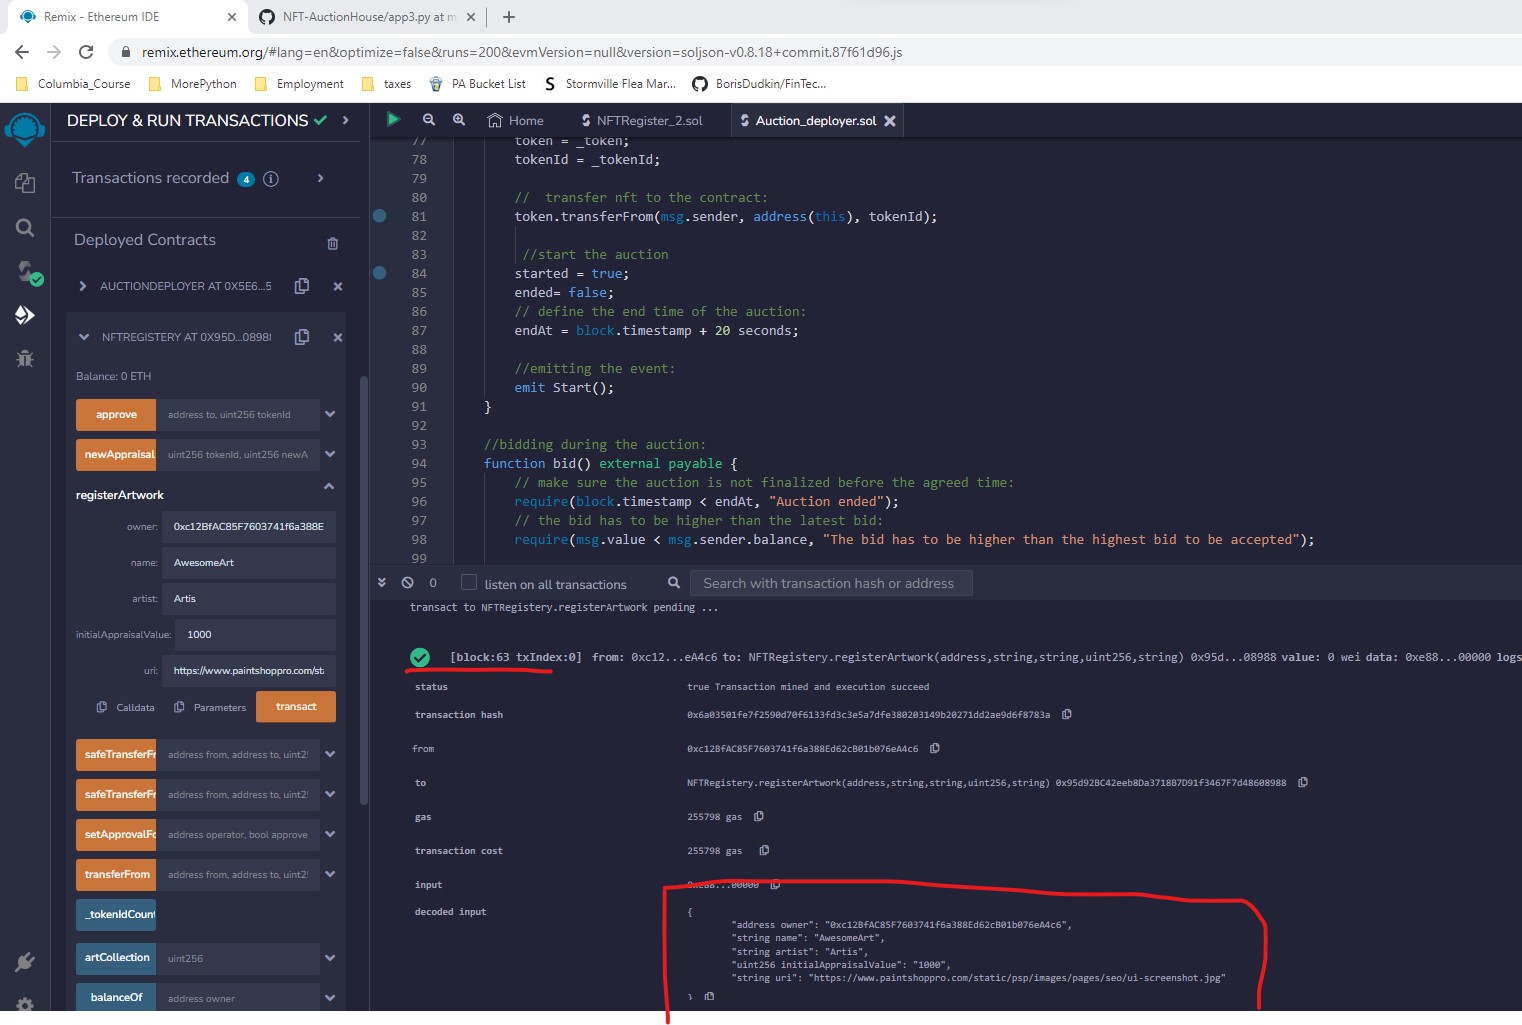 Remix - Ethereum IDE
NFT-AuctionHouse/app3.py at m
remix.ethereum.org/#lang=en&optimize=false&runs=200&evmVersion=null&version=soljson-v0.8.18+commit.87f61d96.js
Columbia_Course
MorePython
Employment
taxes
PA Bucket List
Stormville Flea Mar...
BorisDudkin/FinTec...
DEPLOY & RUN TRANSACTIONS
Transactions recorded 4
Deployed Contracts
AUCTIONDEPLOYER AT 0X5E6...5
NFTREGISTERY AT 0X95D...0898
Balance: 0 ETH
approve address to, uint256 tokenId
newAppraisal uint256 tokenId, uint256 newA
registerArtwork
owner: 0xc12BfAC85F7603741f6a388E
name: AwesomeArt
artist: Artis
initialAppraisalValue: 1000
uri: https://www.paintshoppro.com/sta
Calldata Parameters transact
safeTransferFr address from, address to, uint2
safeTransferFr address from, address to, uint2
setApprovalFo address operator, bool approve
transferFrom address from, address to, uint2
_tokenIdCount
artCollection uint256
balanceOf address owner
Home
NFTRegister_2.sol
Auction_deployer.sol
77 token = _token;
78 tokenId = _tokenId;
79
80 //  transfer nft to the contract:
81 token.transferFrom(msg.sender, address(this), tokenId);
82
83 //start the auction
84 started = true;
85 ended= false;
86 // define the end time of the auction:
87 endAt = block.timestamp + 20 seconds;
88
89 //emitting the event:
90 emit Start();
91 }
92
93 //bidding during the auction:
94 function bid() external payable {
95 // make sure the auction is not finalized before the agreed time:
96 require(block.timestamp < endAt, "Auction ended");
97 // the bid has to be higher than the latest bid:
98 require(msg.value < msg.sender.balance, "The bid has to be higher than the highest bid to be accepted");
99
0 listen on all transactions Search with transaction hash or address
transact to NFTRegistery.registerArtwork pending ...
[block:63 txIndex:0] from: 0xc12...eA4c6 to: NFTRegistery.registerArtwork(address,string,string,uint256,string) 0x95d...08988 value: 0 wei data: 0xe88...00000 logs
status true Transaction mined and execution succeed
transaction hash 0x6a03501fe7f2590d70f6133fd3c3e5a7dfe380203149b20271dd2ae9d6f8783a
from 0xc12BfAC85F7603741f6a388Ed62cB01b076eA4c6
to NFTRegistery.registerArtwork(address,string,string,uint256,string) 0x95d92BC42eeb8Da3718B7D91f3467F7d48608988
gas 255798 gas
transaction cost 255798 gas
input 0xe88...00000
decoded input {
"address owner": "0xc12BfAC85F7603741f6a388Ed62cB01b076eA4c6",
"string name": "AwesomeArt",
"string artist": "Artis",
"uint256 initialAppraisalValue": "1000",
"string uri": "https://www.paintshoppro.com/static/psp/images/pages/seo/ui-screenshot.jpg"
}